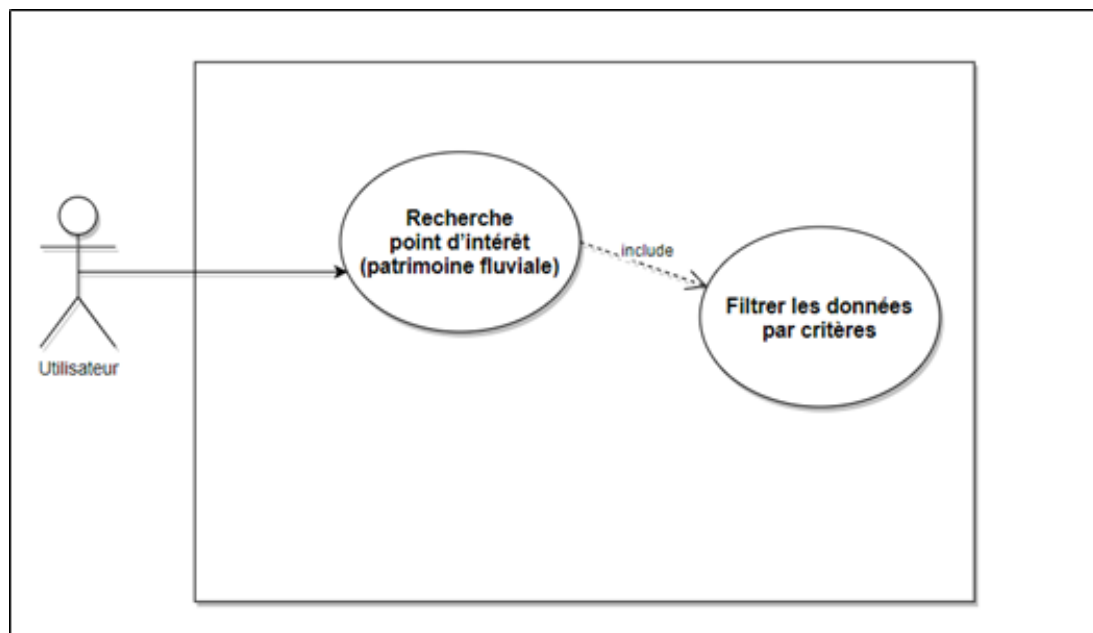 Recherche
point d'intérêt
(patrimoine fluviale)
include
Filtrer les données
par critères
Utilisateur